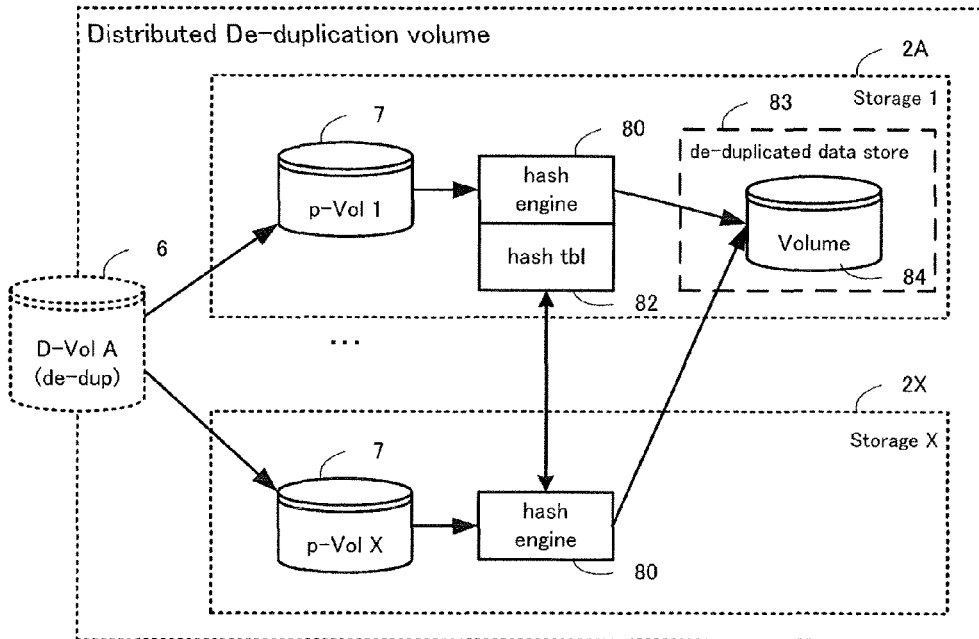 Distributed De-duplication volume
2A
Storage 1
7
80
83
p-Vol 1
hash
engine
hash tbl
82
de-duplicated data store
Volume
84
6
D-Vol A
(de-dup)
...
2X
Storage X
7
p-Vol X
hash
engine
80